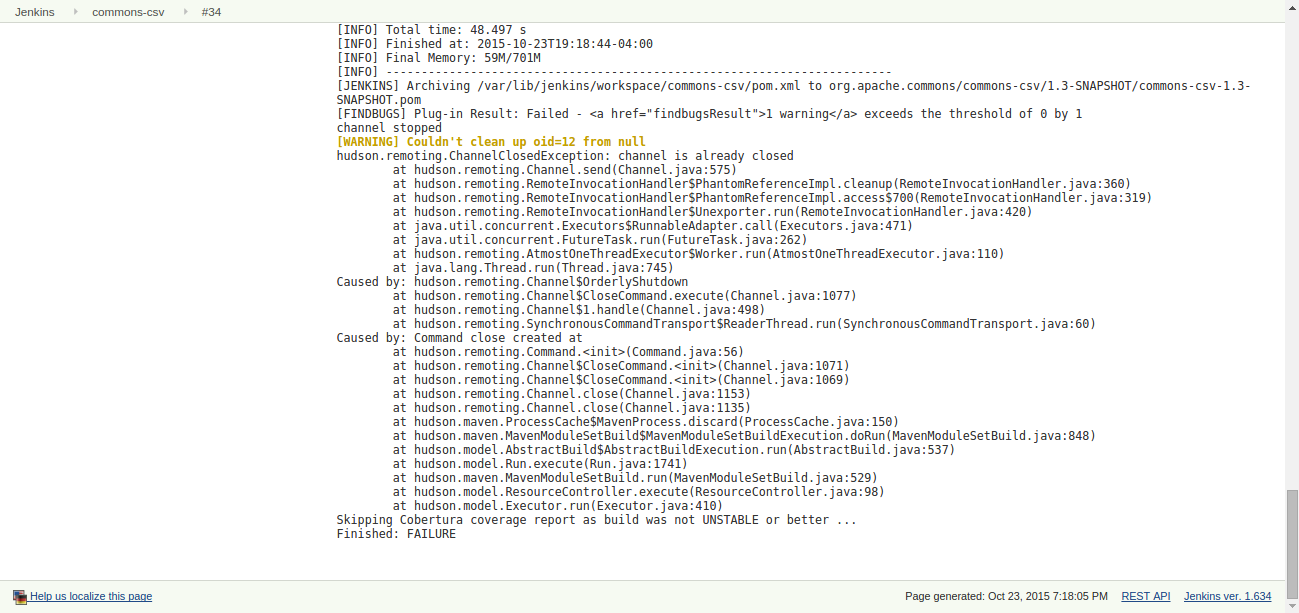 Jenkins commons-csv #34
[INFO] Total time: 48.497 s
[INFO] Finished at: 2015-10-23T19:18:44-04:00
[INFO] Final Memory: 59M/701M
[INFO] ------------------------------------------------------------------------
[JENKINS] Archiving /var/lib/jenkins/workspace/commons-csv/pom.xml to org.apache.commons/commons-csv/1.3-SNAPSHOT/commons-csv-1.3-
SNAPSHOT.pom
[FINDBUGS] Plug-in Result: Failed - <a href="findbugsResult">1 warning</a> exceeds the threshold of 0 by 1
channel stopped
[WARNING] Couldn't clean up oid=12 from null
hudson.remoting.ChannelClosedException: channel is already closed
at hudson.remoting.Channel.send(Channel.java:575)
at hudson.remoting.RemoteInvocationHandler$PhantomReferenceImpl.cleanup(RemoteInvocationHandler.java:360)
at hudson.remoting.RemoteInvocationHandler$PhantomReferenceImpl.access$700(RemoteInvocationHandler.java:319)
at hudson.remoting.RemoteInvocationHandler$Unexporter.run(RemoteInvocationHandler.java:420)
at java.util.concurrent.Executors$RunnableAdapter.call(Executors.java:471)
at java.util.concurrent.FutureTask.run(FutureTask.java:262)
at hudson.remoting.AtmostOneThreadExecutor$Worker.run(AtmostOneThreadExecutor.java:110)
at java.lang.Thread.run(Thread.java:745)
Caused by: hudson.remoting.Channel$OrderlyShutdown
at hudson.remoting.Channel$CloseCommand.execute(Channel.java:1077)
at hudson.remoting.Channel$1.handle(Channel.java:498)
at hudson.remoting.SynchronousCommandTransport$ReaderThread.run(SynchronousCommandTransport.java:60)
Caused by: Command close created at
at hudson.remoting.Command.<init>(Command.java:56)
at hudson.remoting.Channel$CloseCommand.<init>(Channel.java:1071)
at hudson.remoting.Channel$CloseCommand.<init>(Channel.java:1069)
at hudson.remoting.Channel.close(Channel.java:1153)
at hudson.remoting.Channel.close(Channel.java:1135)
at hudson.maven.ProcessCache$MavenProcess.discard(ProcessCache.java:150)
at hudson.maven.MavenModuleSetBuild$MavenModuleSetBuildExecution.doRun(MavenModuleSetBuild.java:848)
at hudson.model.AbstractBuild$AbstractBuildExecution.run(AbstractBuild.java:537)
at hudson.model.Run.execute(Run.java:1741)
at hudson.maven.MavenModuleSetBuild.run(MavenModuleSetBuild.java:529)
at hudson.model.ResourceController.execute(ResourceController.java:98)
at hudson.model.Executor.run(Executor.java:410)
Skipping Cobertura coverage report as build was not UNSTABLE or better ...
Finished: FAILURE
Help us localize this page Page generated: Oct 23, 2015 7:18:05 PM REST API Jenkins ver. 1.634